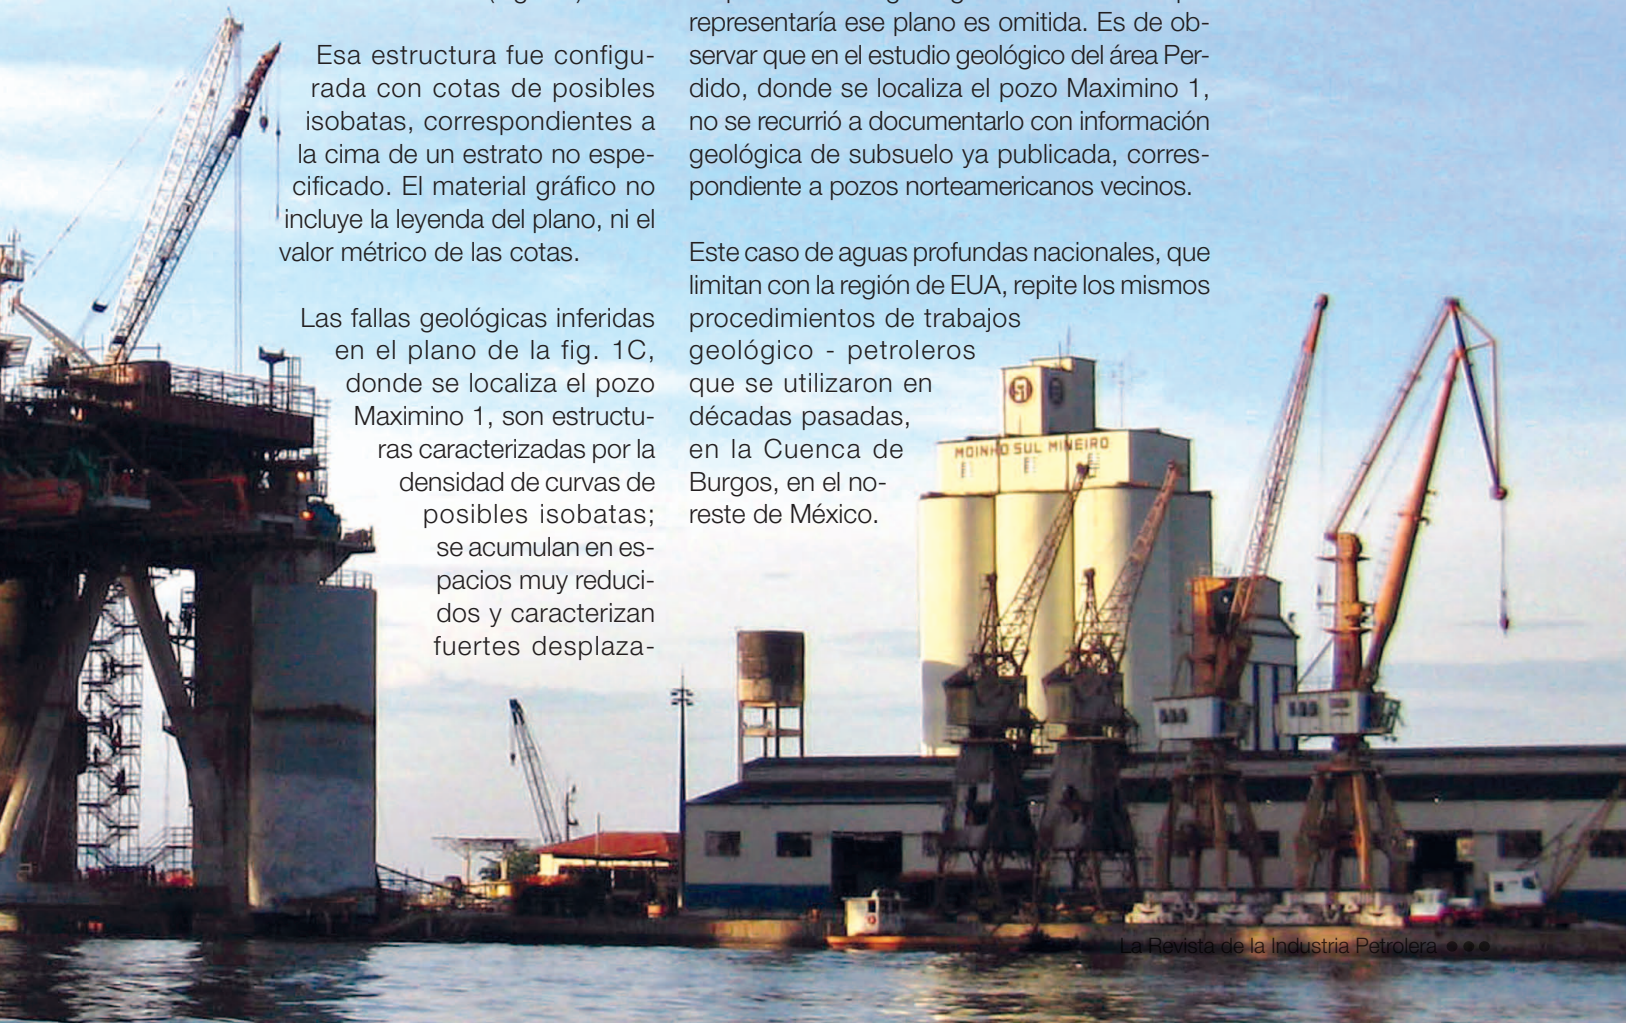 Esa estructura fue configu-
rada con cotas de posibles
isobatas, correspondientes a
la cima de un estrato no espe-
cificado. El material gráfico no
incluye la leyenda del plano, ni el
valor métrico de las cotas.
Las fallas geológicas inferidas
en el plano de la fig. 1C,
donde se localiza el pozo
Maximino 1, son estructu-
ras caracterizadas por la
densidad de curvas de
posibles isobatas;
se acumulan en es-
pacios muy reduci-
dos y caracterizan
fuertes desplaza-
representaría ese plano es omitida. Es de ob-
servar que en el estudio geológico del área Per-
dido, donde se localiza el pozo Maximino 1,
no se recurrió a documentarlo con información
geológica de subsuelo ya publicada, corres-
pondiente a pozos norteamericanos vecinos.
Este caso de aguas profundas nacionales, que
limitan con la región de EUA, repite los mismos
procedimientos de trabajos
geológico - petroleros
que se utilizaron en
décadas pasadas,
en la Cuenca de
Burgos, en el no-
reste de México.
MOINHO SUL MINEIRO
La Revista de la Industria Petrolera